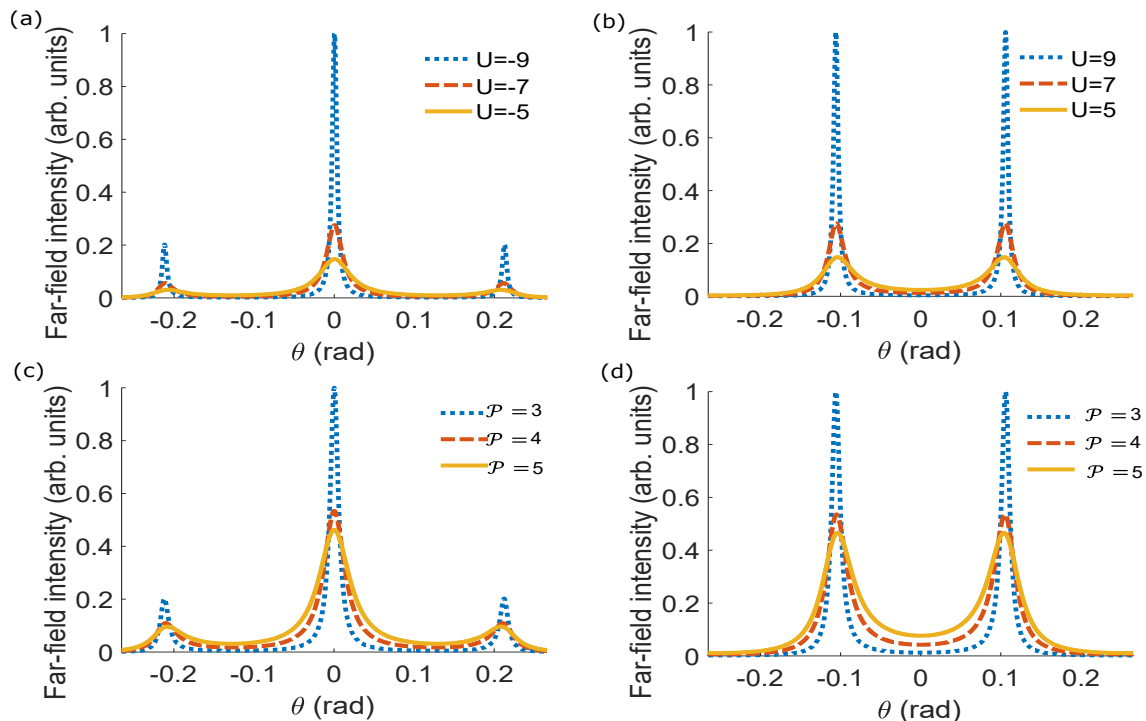 (a)
Far-field intensity (arb. units)
1
0.8
0.6
0.4
0.2
0
U=-9
U=-7
U=-5
-0.2 -0.1 0 0.1 0.2
θ (rad)
(b)
Far-field intensity (arb. units)
1
0.8
0.6
0.4
0.2
0
U=9
U=7
U=5
-0.2 -0.1 0 0.1 0.2
θ (rad)
(c)
Far-field intensity (arb. units)
1
0.8
0.6
0.4
0.2
0
𝒫 = 3
𝒫 = 4
𝒫 = 5
-0.2 -0.1 0 0.1 0.2
θ (rad)
(d)
Far-field intensity (arb. units)
1
0.8
0.6
0.4
0.2
0
𝒫 = 3
𝒫 = 4
𝒫 = 5
-0.2 -0.1 0 0.1 0.2
θ (rad)